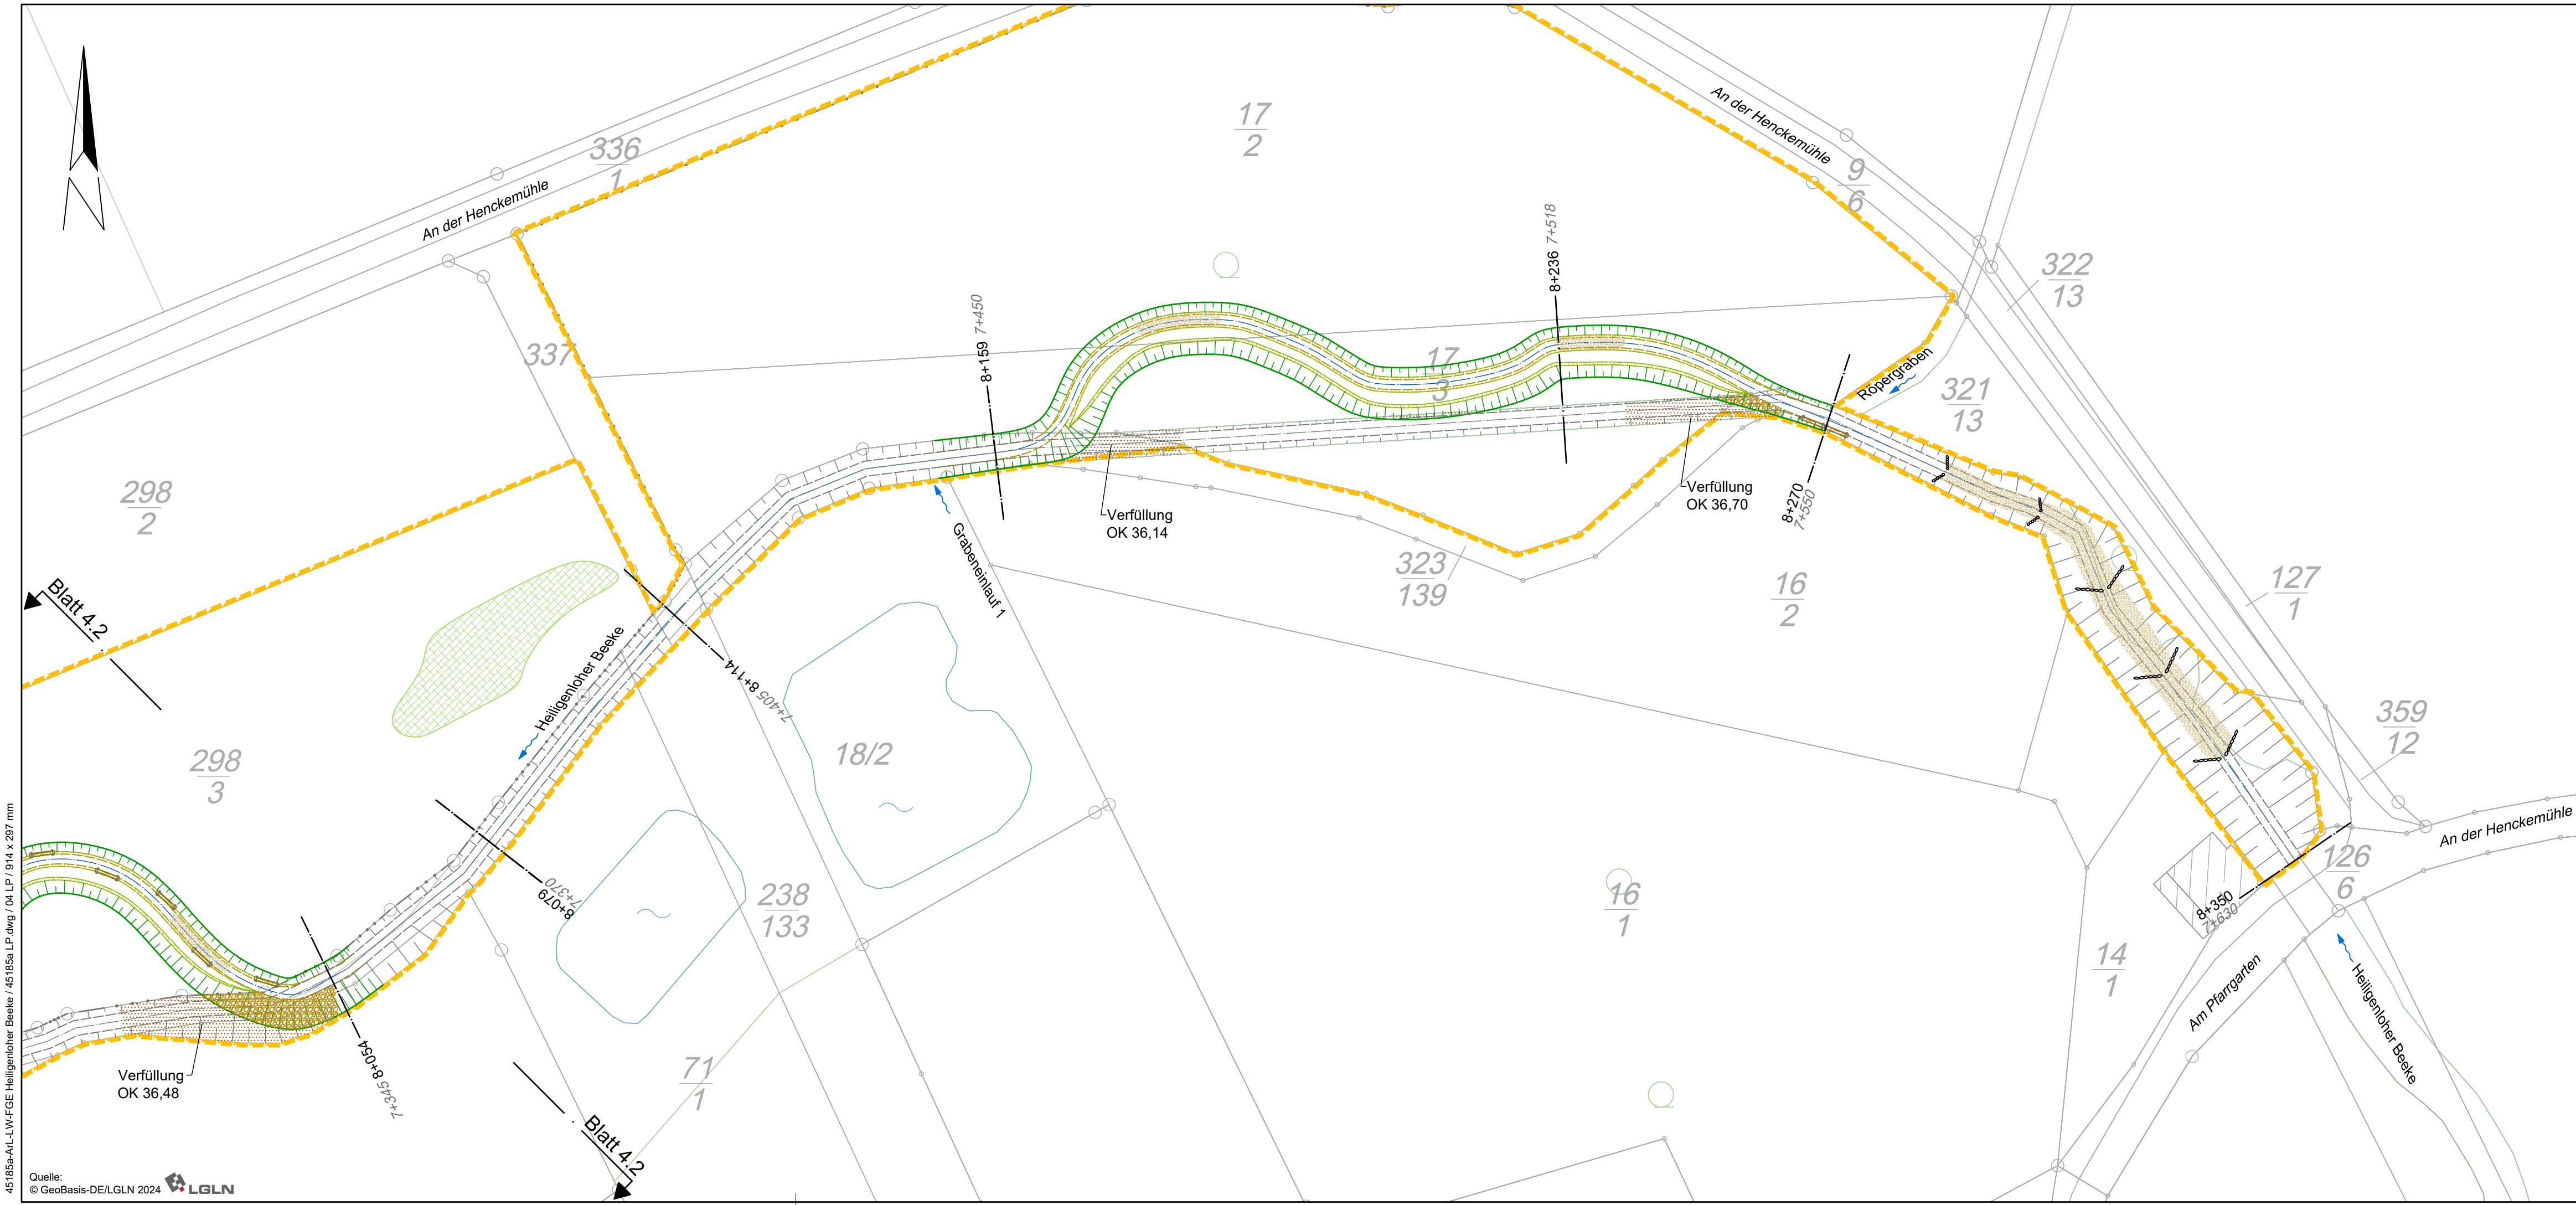 An der Henckemühle
336
1
17
2
An der Henckemühle
9
6
322
13
337
8+159 7+450
8+236 7+518
17
3
Röpergraben
321
13
298
2
Verfüllung
OK 36,14
Verfüllung
OK 36,70
8+270
7+550
Grabeneinlauf 1
323
139
16
2
127
1
Blatt 4.2
Heiligenloher Beeke
8+114 7+405
18/2
298
3
359
12
An der Henckemühle
126
6
7+370
8+079
238
133
16
1
8+350
7+630
14
1
Am Pfarrgarten
Heiligenloher Beeke
8+054
7+345
Verfüllung
OK 36,48
71
1
Blatt 4.2
Quelle:
© GeoBasis-DE/LGLN 2024 LGLN
45185a-ArL-LW-FGE Heiligenloher Beeke / 45185a LP.dwg / 04 LP / 914 x 297 mm